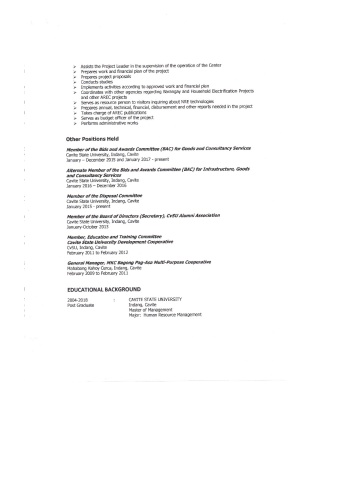 ➢ Assists the Project Leader in the supervision of the operation of the Center
➢ Prepares work and financial plan of the project
➢ Prepares project proposals
➢ Conducts studies
➢ Implements activities according to approved work and financial plan
➢ Coordinates with other agencies regarding Barangay and Household Electrification Projects
and other AREC projects
➢ Serves as resource person to visitors inquiring about NRE technologies
➢ Prepares annual, technical, financial, disbursement and other reports needed in the project
➢ Takes charge of AREC publications
➢ Serves as budget officer of the project
➢ Performs administrative works
Other Positions Held
Member of the Bids and Awards Committee (BAC) for Goods and Consultancy Services
Cavite State University, Indang, Cavite
January – December 2015 and January 2017 - present
Alternate Member of the Bids and Awards Committee (BAC) for Infrastructure, Goods
and Consultancy Services
Cavite State University, Indang, Cavite
January 2016 – December 2016
Member of the Disposal Committee
Cavite State University, Indang, Cavite
January 2015 - present
Member of the Board of Directors (Secretary), CvSU Alumni Association
Cavite State University, Indang, Cavite
January-October 2013
Member, Education and Training Committee
Cavite State University Development Cooperative
CvSU, Indang, Cavite
February 2011 to February 2012
General Manager, MKC Bagong Pag-asa Multi-Purpose Cooperative
Mataas na Kahoy Cerca, Indang, Cavite
February 2009 to February 2011
EDUCATIONAL BACKGROUND
2004-2018 : CAVITE STATE UNIVERSITY
Post Graduate Indang, Cavite
Master of Management
Major: Human Resource Management